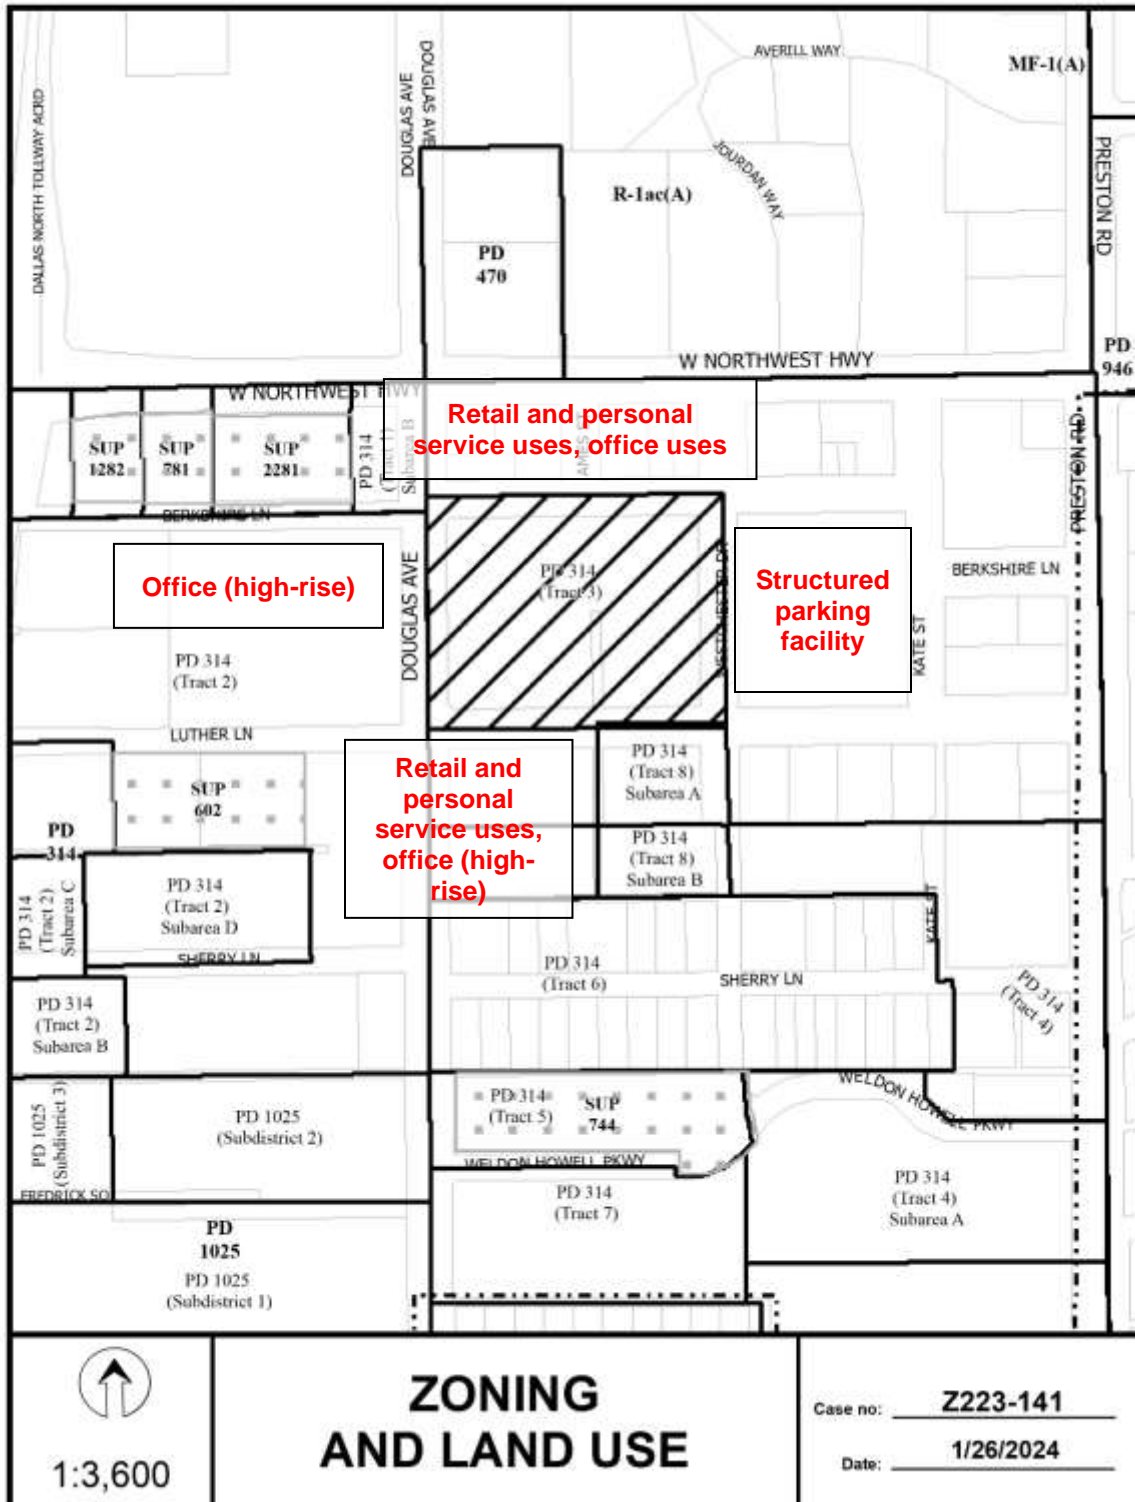 AVERILL WAY
MF-1(A)
DOUGLAS AVE
DOUGLAS AVE
DALLAS NORTH TOLLWAY ACRD
JOURDAN WAY
PRESTON RD
R-1ac(A)
PD
470
W NORTHWEST HWY
PD
946
W NORTHWEST HWY
Retail and personal
service uses, office uses
AMES ST
SUP
1282
SUP
781
SUP
2281
PD 314
(Tract 1)
Subarea B
PRESTON RD
BERKSHIRE LN
Office (high-rise)
DOUGLAS AVE
PD 314
(Tract 3)
WESTCHESTER DR
Structured
parking
facility
KATE ST
BERKSHIRE LN
PD 314
(Tract 2)
LUTHER LN
SUP
602
Retail and
personal
service uses,
office (high-
rise)
PD 314
(Tract 8)
Subarea A
PD
314
PD 314
(Tract 8)
Subarea B
PD 314
(Tract 2)
Subarea C
PD 314
(Tract 2)
Subarea D
SHERRY LN
KATE ST
PD 314
(Tract 6)
SHERRY LN
PD 314
(Tract 4)
PD 314
(Tract 2)
Subarea B
WELDON HOWELL PKWY
PD 1025
(Subdistrict 3)
PD 1025
(Subdistrict 2)
PD 314
(Tract 5)
SUP
744
WELDON HOWELL PKWY
FREDRICK SQ
PD 314
(Tract 7)
PD 314
(Tract 4)
Subarea A
PD
1025
PD 1025
(Subdistrict 1)
1:3,600
ZONING
AND LAND USE
Case no: Z223-141
Date: 1/26/2024